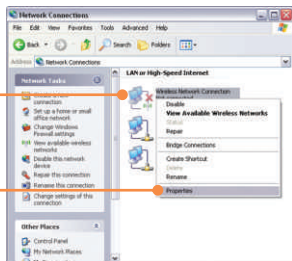 Network Connections
File Edit View Favorites Tools Advanced Help
Back Search Folders
Address Network Connections
Network Tasks
connection
Set up a home or small
office network
Change Windows
Firewall settings
View available wireless
networks
Disable this network
device
Repair this connection
Rename this connection
Change settings of this
connection
Other Places
Control Panel
My Network Places
LAN or High-Speed Internet
Wireless Network Connection
Disable
View Available Wireless Networks
Status
Repair
Bridge Connections
Create Shortcut
Delete
Rename
Properties